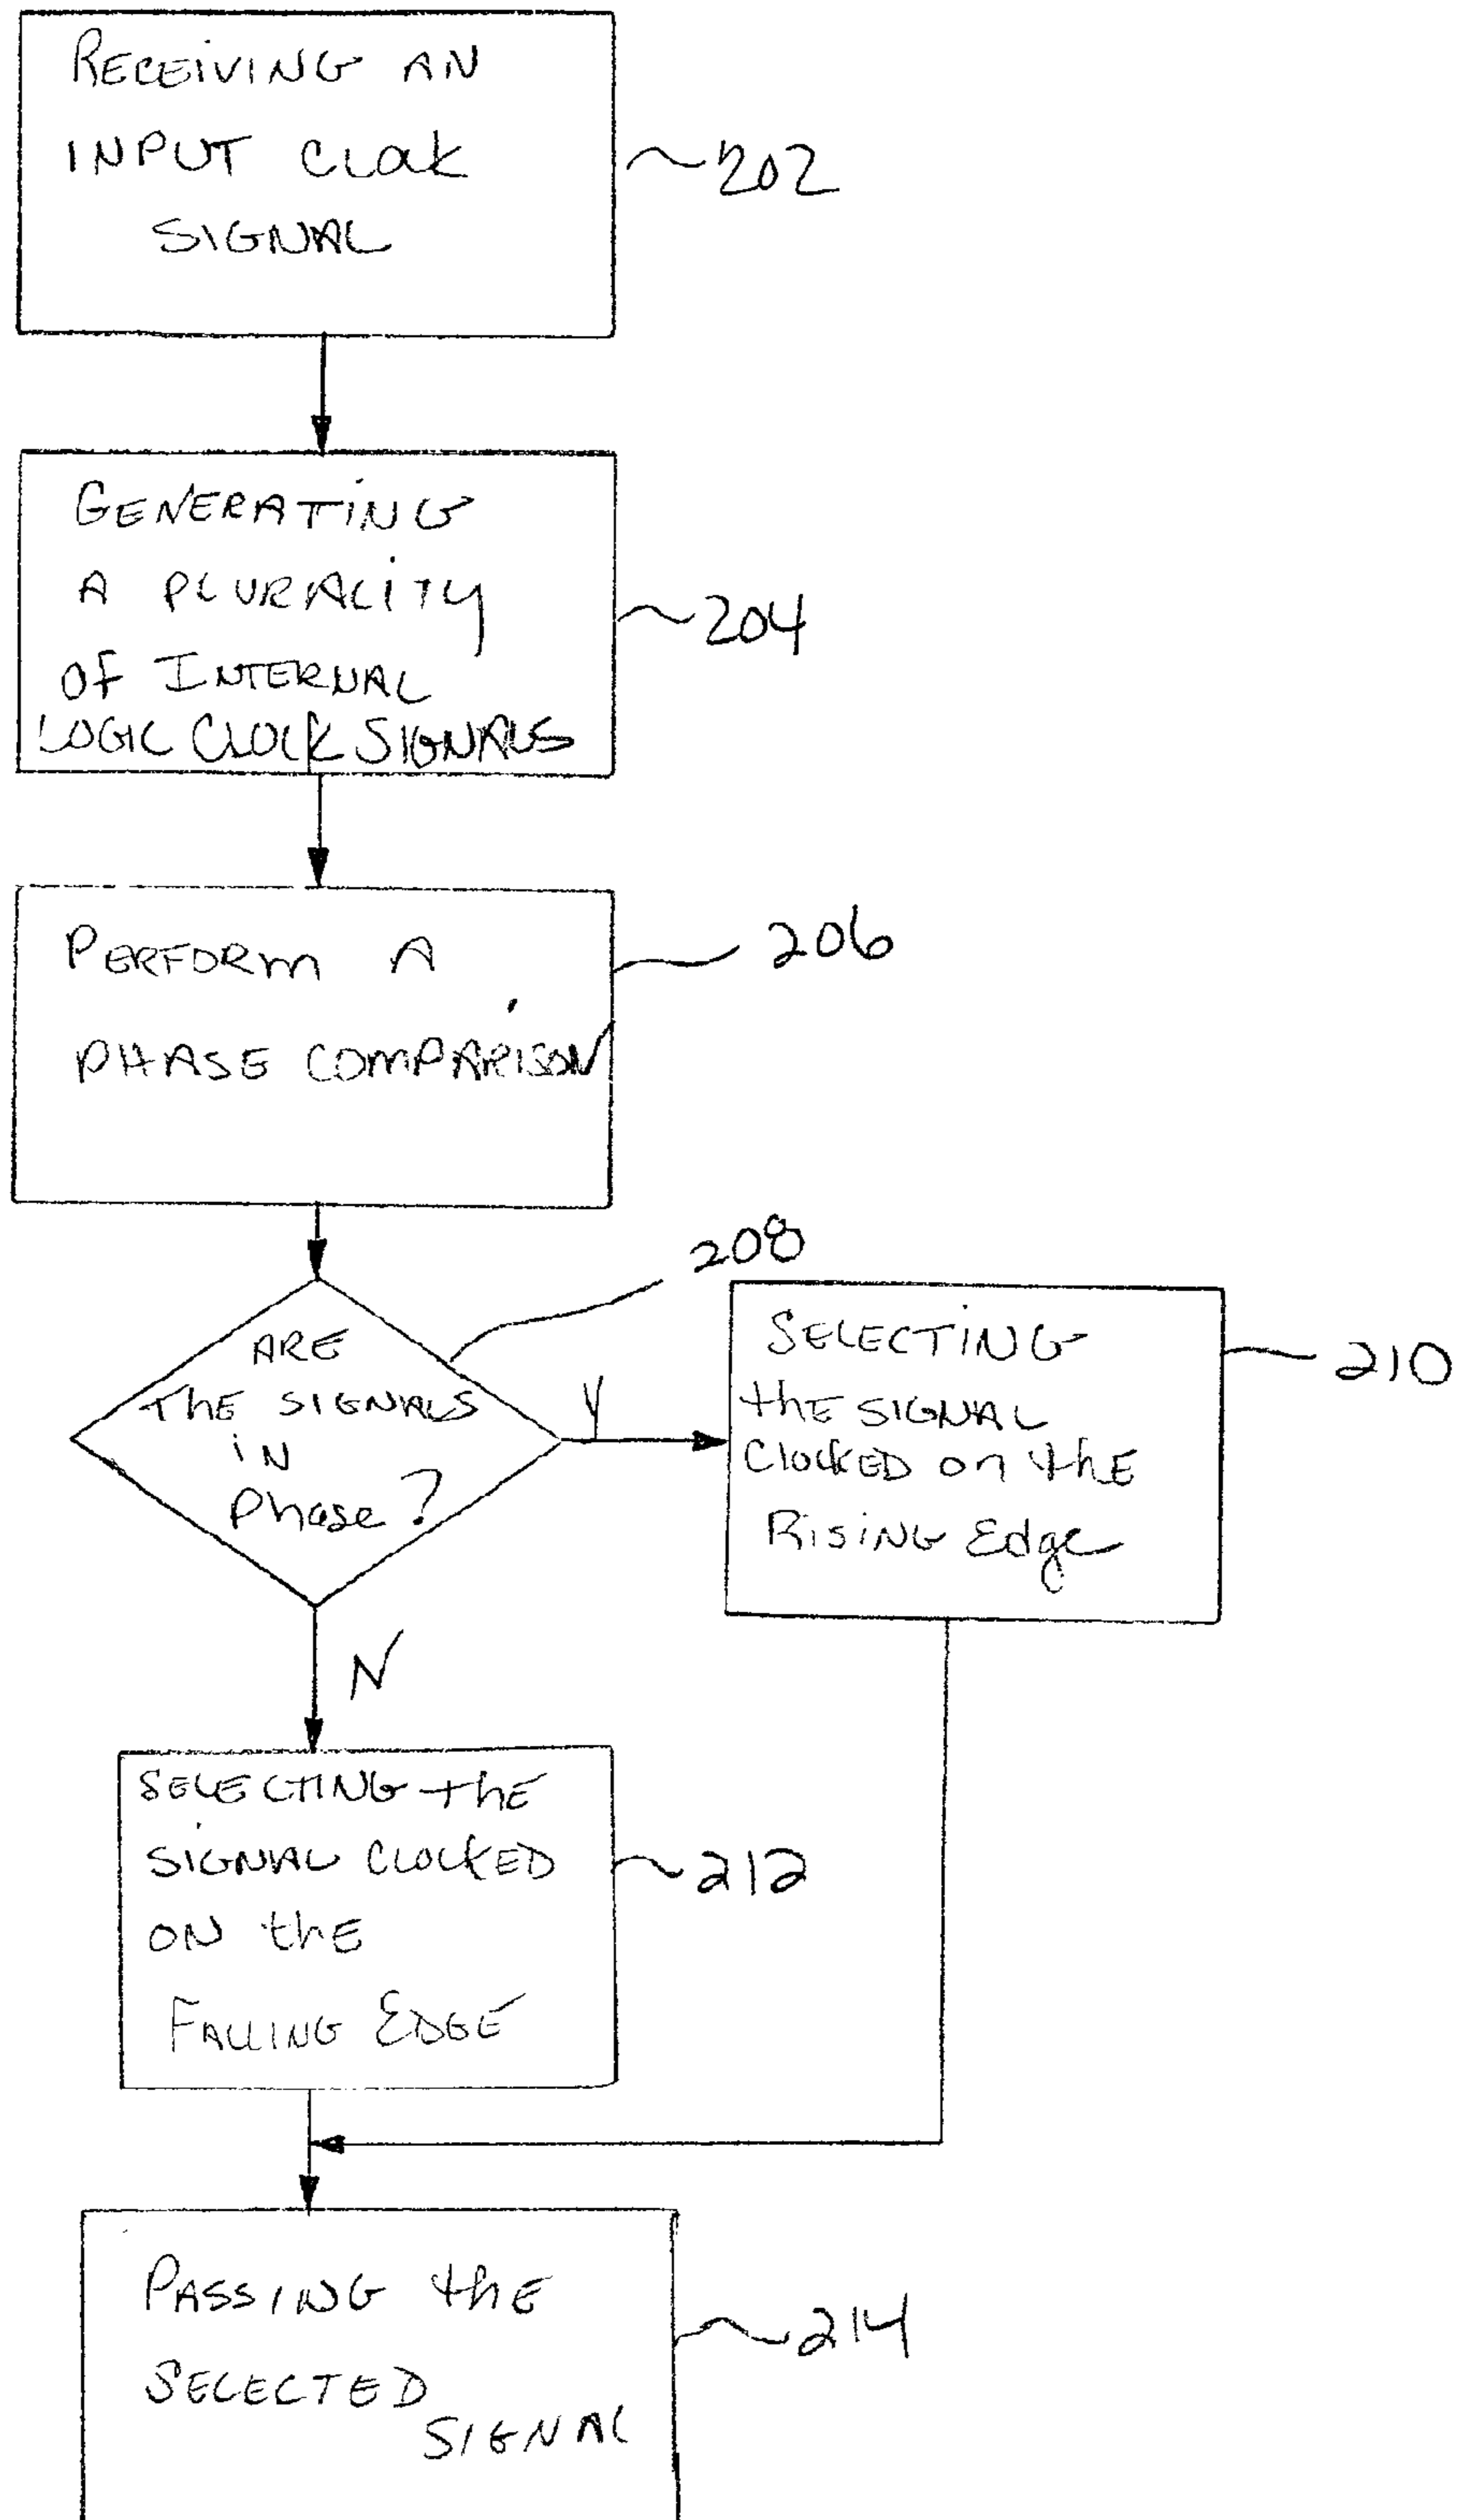 RECEIVING AN
INPUT Clock
SIGNAL
202
GENERATING
A PLURALITY
OF INTERNAL
LOGIC CLOCK SIGNALS
204
PERFORM A
PHASE COMPARISON
206
ARE
ThE SIGNALS
iN
Phase?
208
Y
SELECTING
thE SIGNAL
Clocked on thE
RisiNG Edge
210
N
SELECTING thE
SIGNAL CLOCKED
ON thE
FALLING EDGE
212
PASSING thE
SELECTED
SIGNAL
214